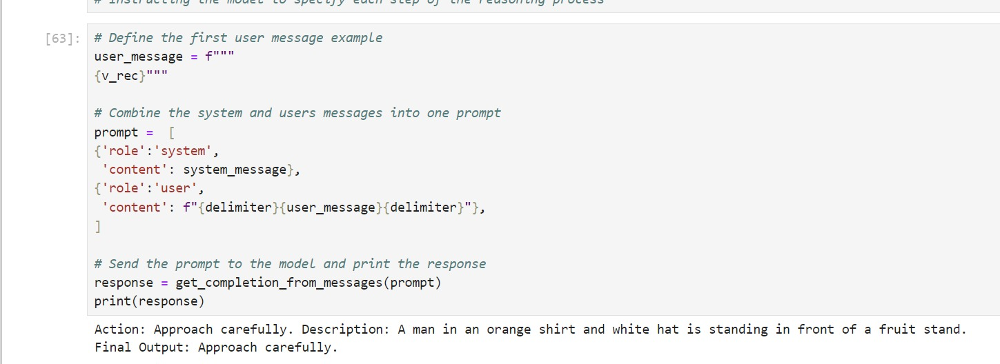 # Instructing the model to specify each step of the reasoning process
[63]:
# Define the first user message example
user_message = f"""
{v_rec}"""
# Combine the system and users messages into one prompt
prompt =  [
{'role':'system',
 'content': system_message},
{'role':'user',
 'content': f"{delimiter}{user_message}{delimiter}"},
]
# Send the prompt to the model and print the response
response = get_completion_from_messages(prompt)
print(response)
Action: Approach carefully. Description: A man in an orange shirt and white hat is standing in front of a fruit stand.
Final Output: Approach carefully.